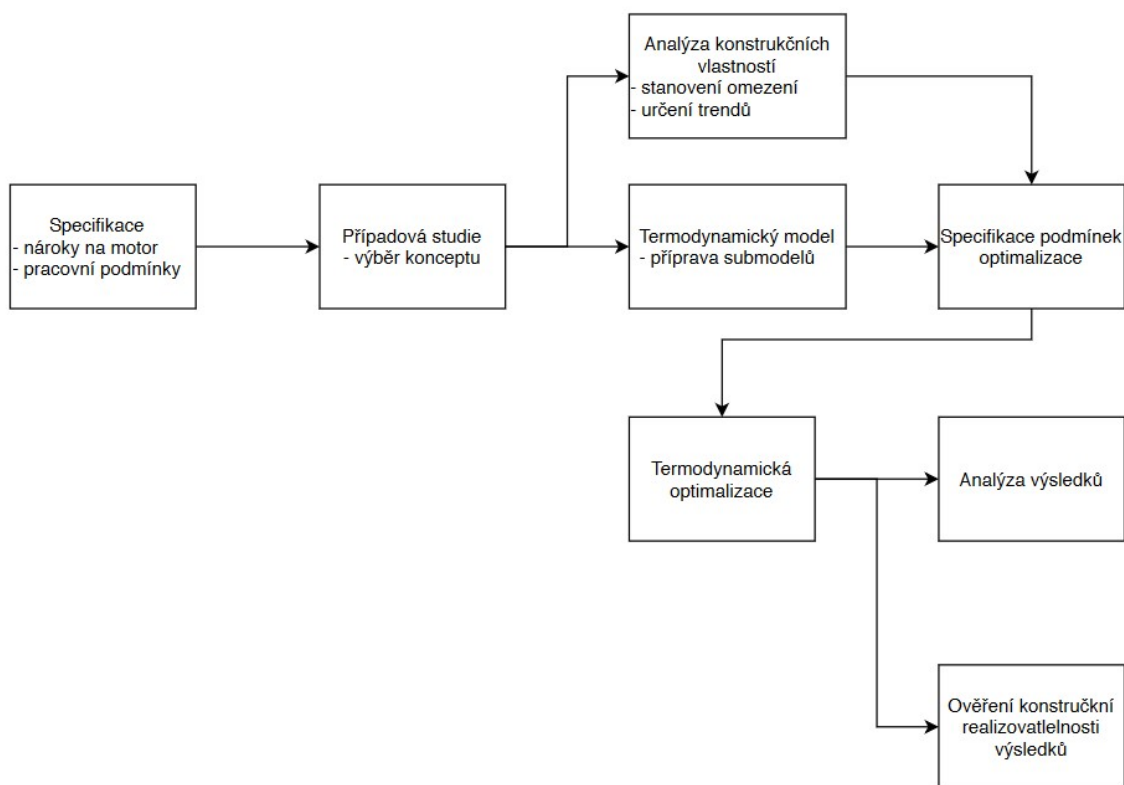 Analýza konstrukčních
vlastností
- stanovení omezení
- určení trendů
Specifikace
- nároky na motor
- pracovní podmínky
Případová studie
- výběr konceptu
Termodynamický model
- příprava submodelů
Specifikace podmínek
optimalizace
Termodynamická
optimalizace
Analýza výsledků
Ověření konstručkní
realizovatlelnosti
výsledků